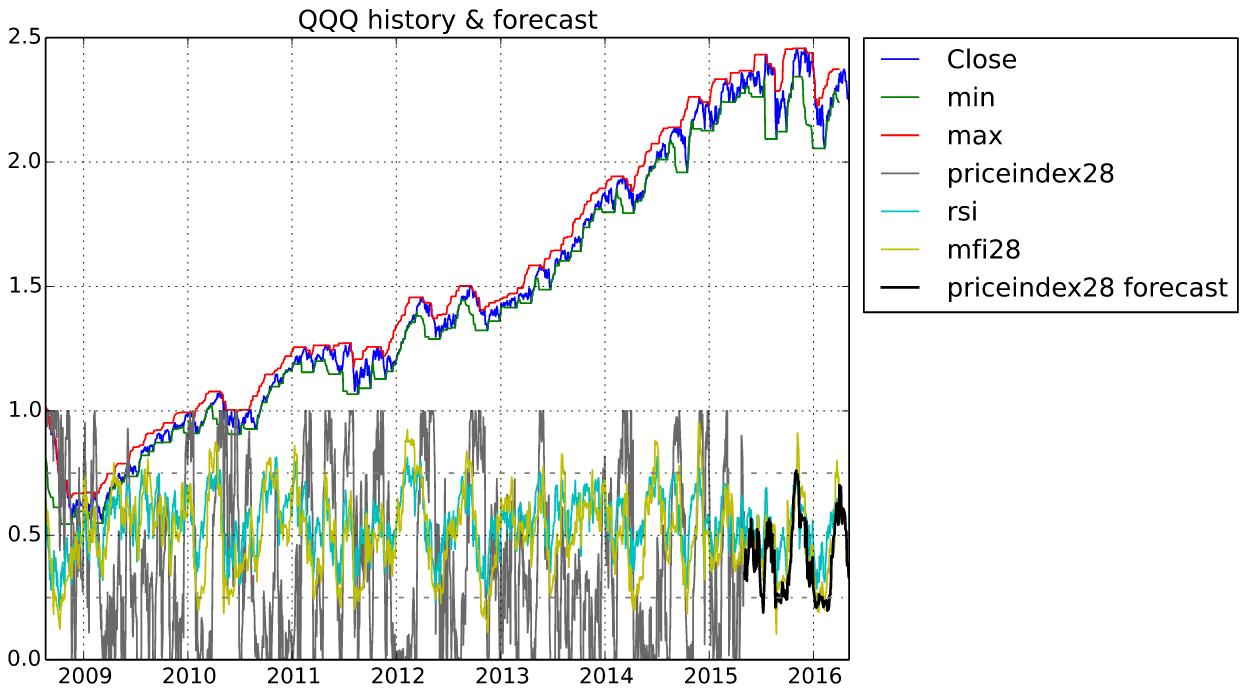 QQQ history & forecast
2.5
2.0
1.5
1.0
0.5
0.0
2009 2010 2011 2012 2013 2014 2015 2016
Close
min
max
priceindex28
rsi
mfi28
priceindex28 forecast